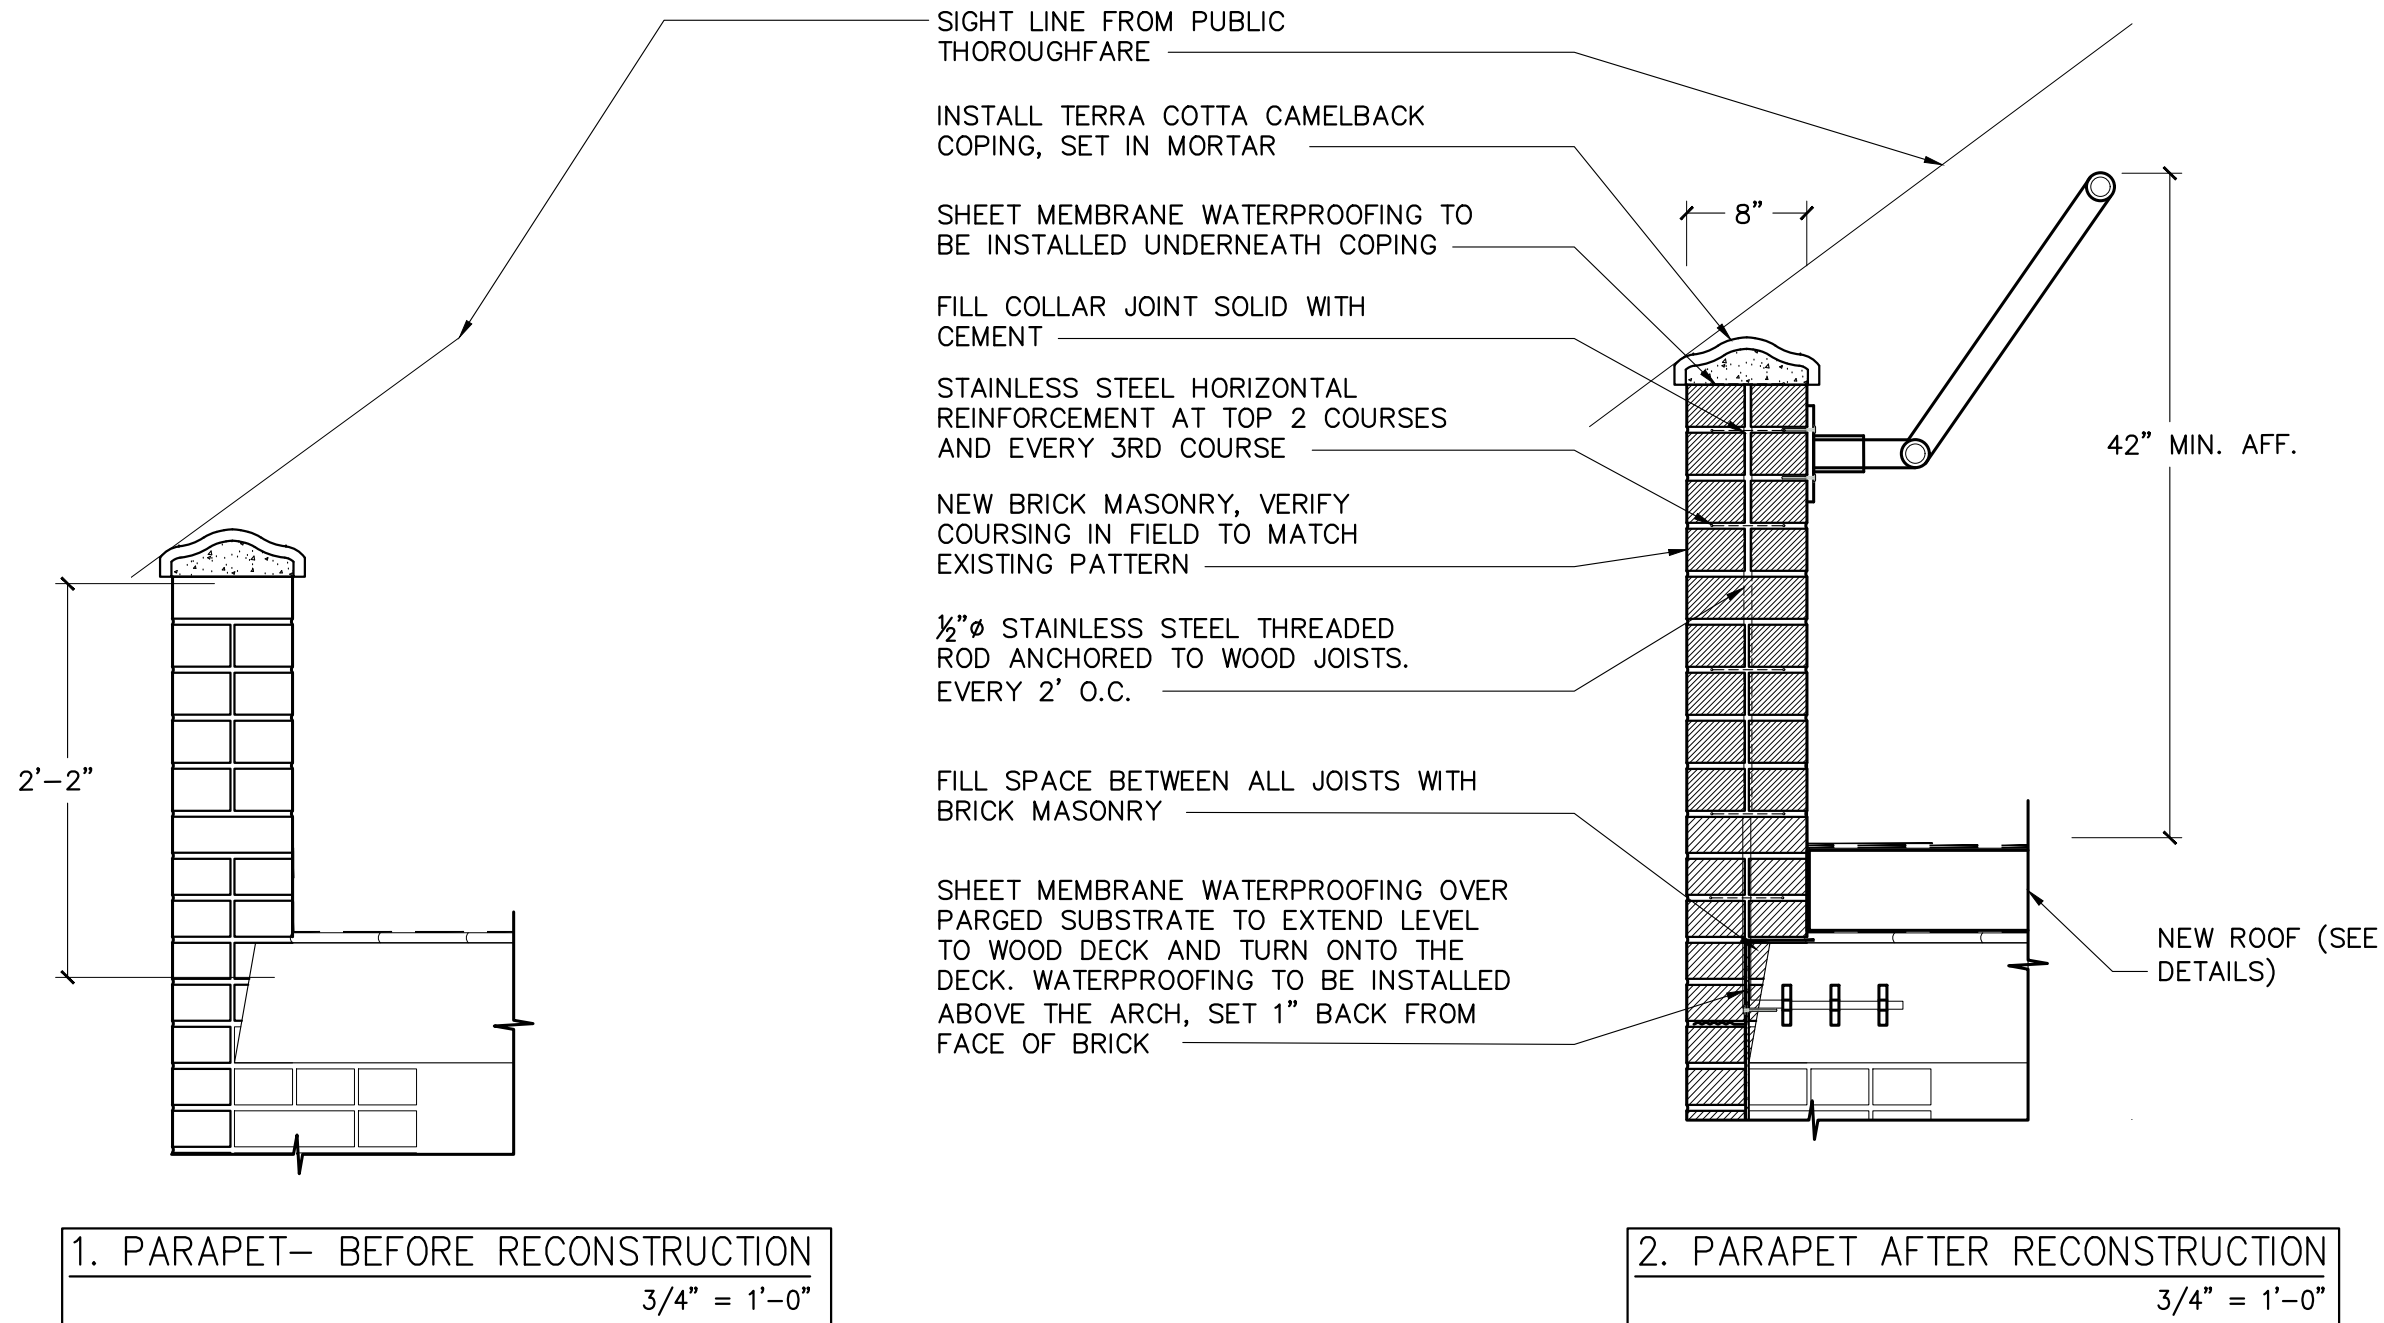 SIGHT LINE FROM PUBLIC
THOROUGHFARE
INSTALL TERRA COTTA CAMELBACK
COPING, SET IN MORTAR
SHEET MEMBRANE WATERPROOFING TO
BE INSTALLED UNDERNEATH COPING
FILL COLLAR JOINT SOLID WITH
CEMENT
STAINLESS STEEL HORIZONTAL
REINFORCEMENT AT TOP 2 COURSES
AND EVERY 3RD COURSE
NEW BRICK MASONRY, VERIFY
COURSING IN FIELD TO MATCH
EXISTING PATTERN
½”ø STAINLESS STEEL THREADED
ROD ANCHORED TO WOOD JOISTS.
EVERY 2’ O.C.
FILL SPACE BETWEEN ALL JOISTS WITH
BRICK MASONRY
SHEET MEMBRANE WATERPROOFING OVER
PARGED SUBSTRATE TO EXTEND LEVEL
TO WOOD DECK AND TURN ONTO THE
DECK. WATERPROOFING TO BE INSTALLED
ABOVE THE ARCH, SET 1” BACK FROM
FACE OF BRICK
2’–2”
8”
42” MIN. AFF.
NEW ROOF (SEE
DETAILS)
1. PARAPET– BEFORE RECONSTRUCTION
3/4” = 1’–0”
2. PARAPET AFTER RECONSTRUCTION
3/4” = 1’–0”